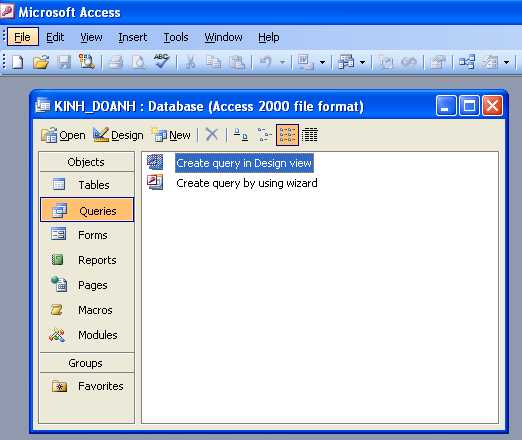 Microsoft Access
File Edit View Insert Tools Window Help
KINH_DOANH : Database (Access 2000 file format)
Open Design New
Objects
Tables
Queries
Forms
Reports
Pages
Macros
Modules
Groups
Favorites
Create query in Design view
Create query by using wizard